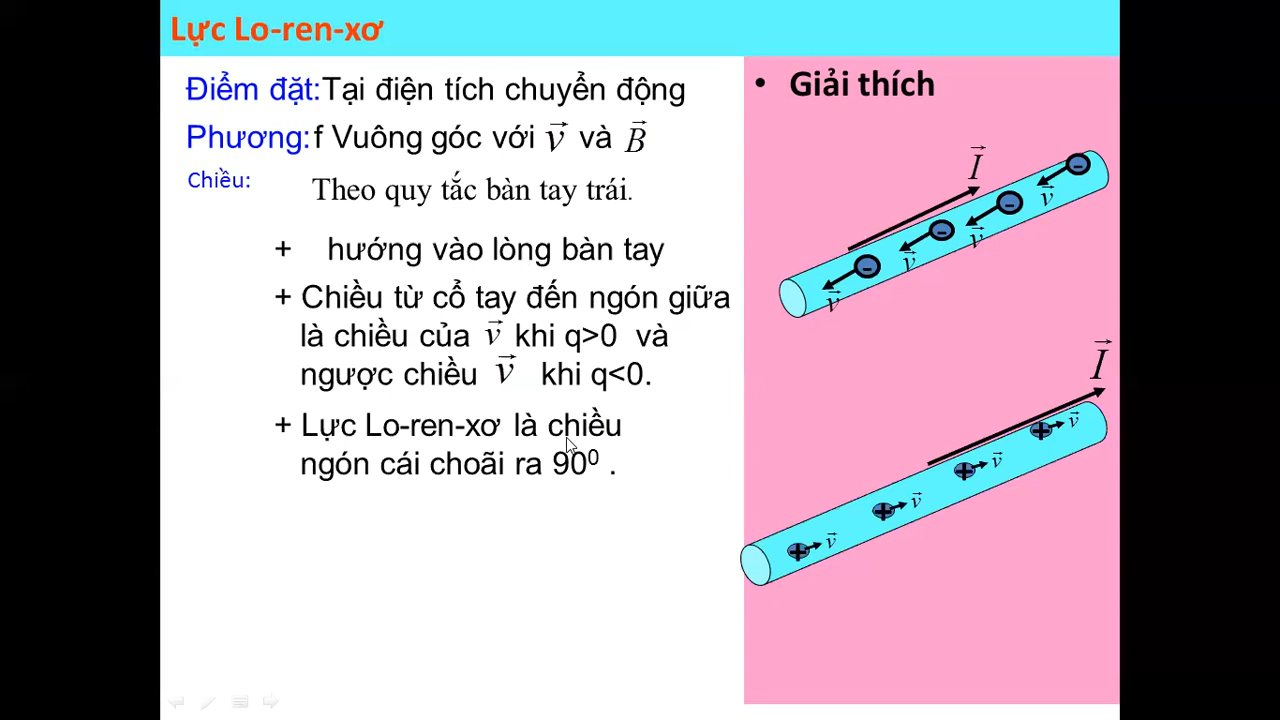 Lực Lo-ren-xơ
Điểm đặt:Tại điện tích chuyển động
Phương: f Vuông góc với v⃗ và B⃗
Chiều: Theo quy tắc bàn tay trái.
+ hướng vào lòng bàn tay
+ Chiều từ cổ tay đến ngón giữa
là chiều của v⃗ khi q>0 và
ngược chiều v⃗ khi q<0.
+ Lực Lo-ren-xơ là chiều
ngón cái choãi ra 90⁰ .
• Giải thích
I⃗
-
v⃗
-
v⃗
-
v⃗
-
v⃗
I⃗
+
v⃗
+
v⃗
+
v⃗
+
v⃗